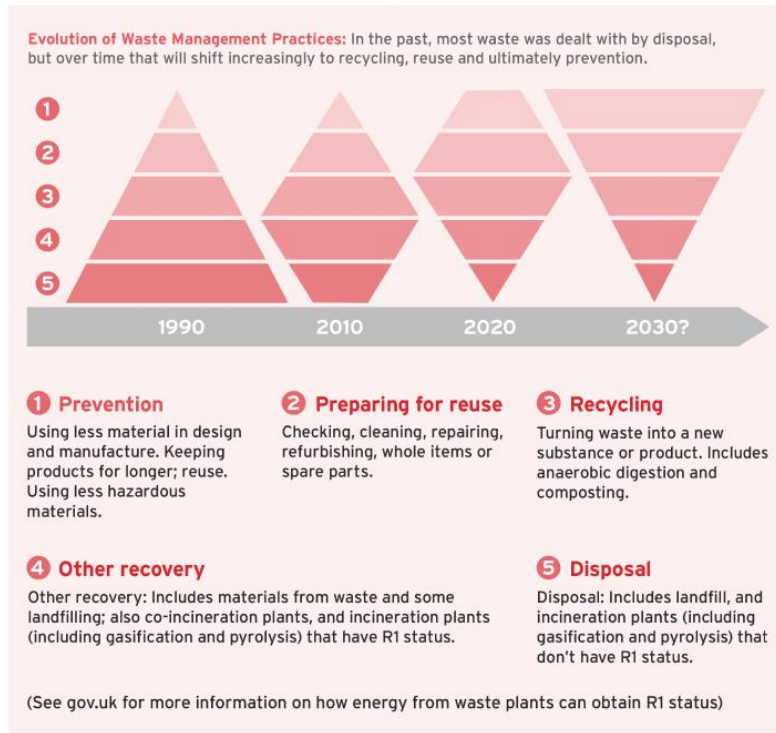 Evolution of Waste Management Practices: In the past, most waste was dealt with by disposal,
but over time that will shift increasingly to recycling, reuse and ultimately prevention.
1
2
3
4
5
1990 2010 2020 2030?
1 Prevention
Using less material in design
and manufacture. Keeping
products for longer; reuse.
Using less hazardous
materials.
2 Preparing for reuse
Checking, cleaning, repairing,
refurbishing, whole items or
spare parts.
3 Recycling
Turning waste into a new
substance or product. Includes
anaerobic digestion and
composting.
4 Other recovery
Other recovery: Includes materials from waste and some
landfilling; also co-incineration plants, and incineration plants
(including gasification and pyrolysis) that have R1 status.
5 Disposal
Disposal: Includes landfill, and
incineration plants (including
gasification and pyrolysis) that
don't have R1 status.
(See gov.uk for more information on how energy from waste plants can obtain R1 status)